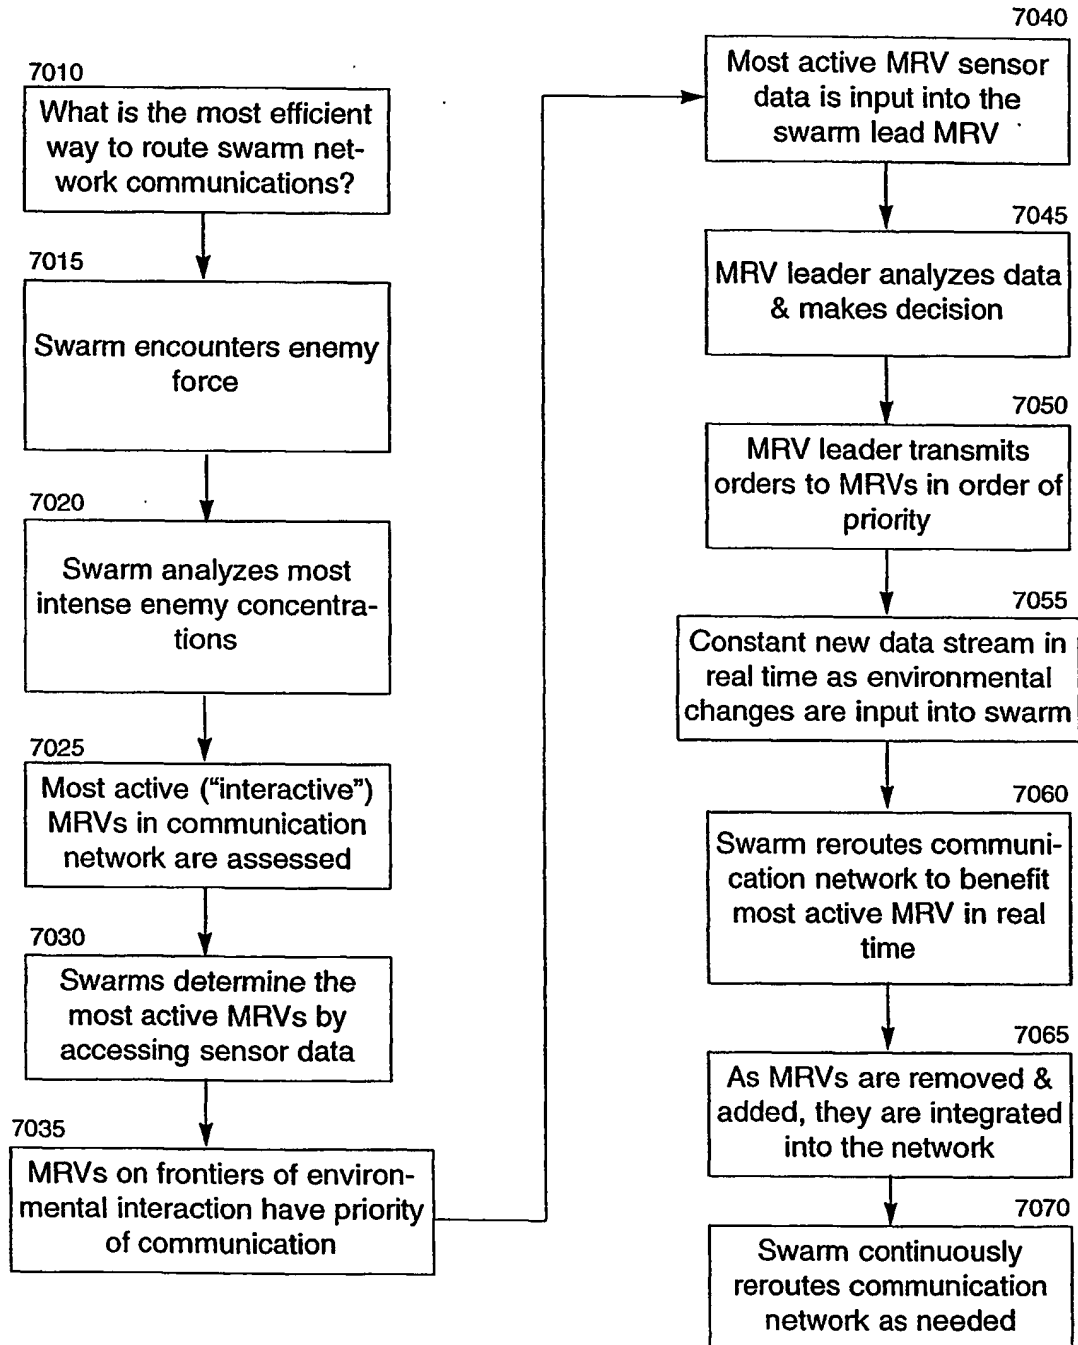 7010
What is the most efficient
way to route swarm net-
work communications?
7015
Swarm encounters enemy
force
7020
Swarm analyzes most
intense enemy concentra-
tions
7025
Most active (“interactive”)
MRVs in communication
network are assessed
7030
Swarms determine the
most active MRVs by
accessing sensor data
7035
MRVs on frontiers of environ-
mental interaction have priority
of communication
7040
Most active MRV sensor
data is input into the
swarm lead MRV
7045
MRV leader analyzes data
& makes decision
7050
MRV leader transmits
orders to MRVs in order of
priority
7055
Constant new data stream in
real time as environmental
changes are input into swarm
7060
Swarm reroutes communi-
cation network to benefit
most active MRV in real
time
7065
As MRVs are removed &
added, they are integrated
into the network
7070
Swarm continuously
reroutes communication
network as needed